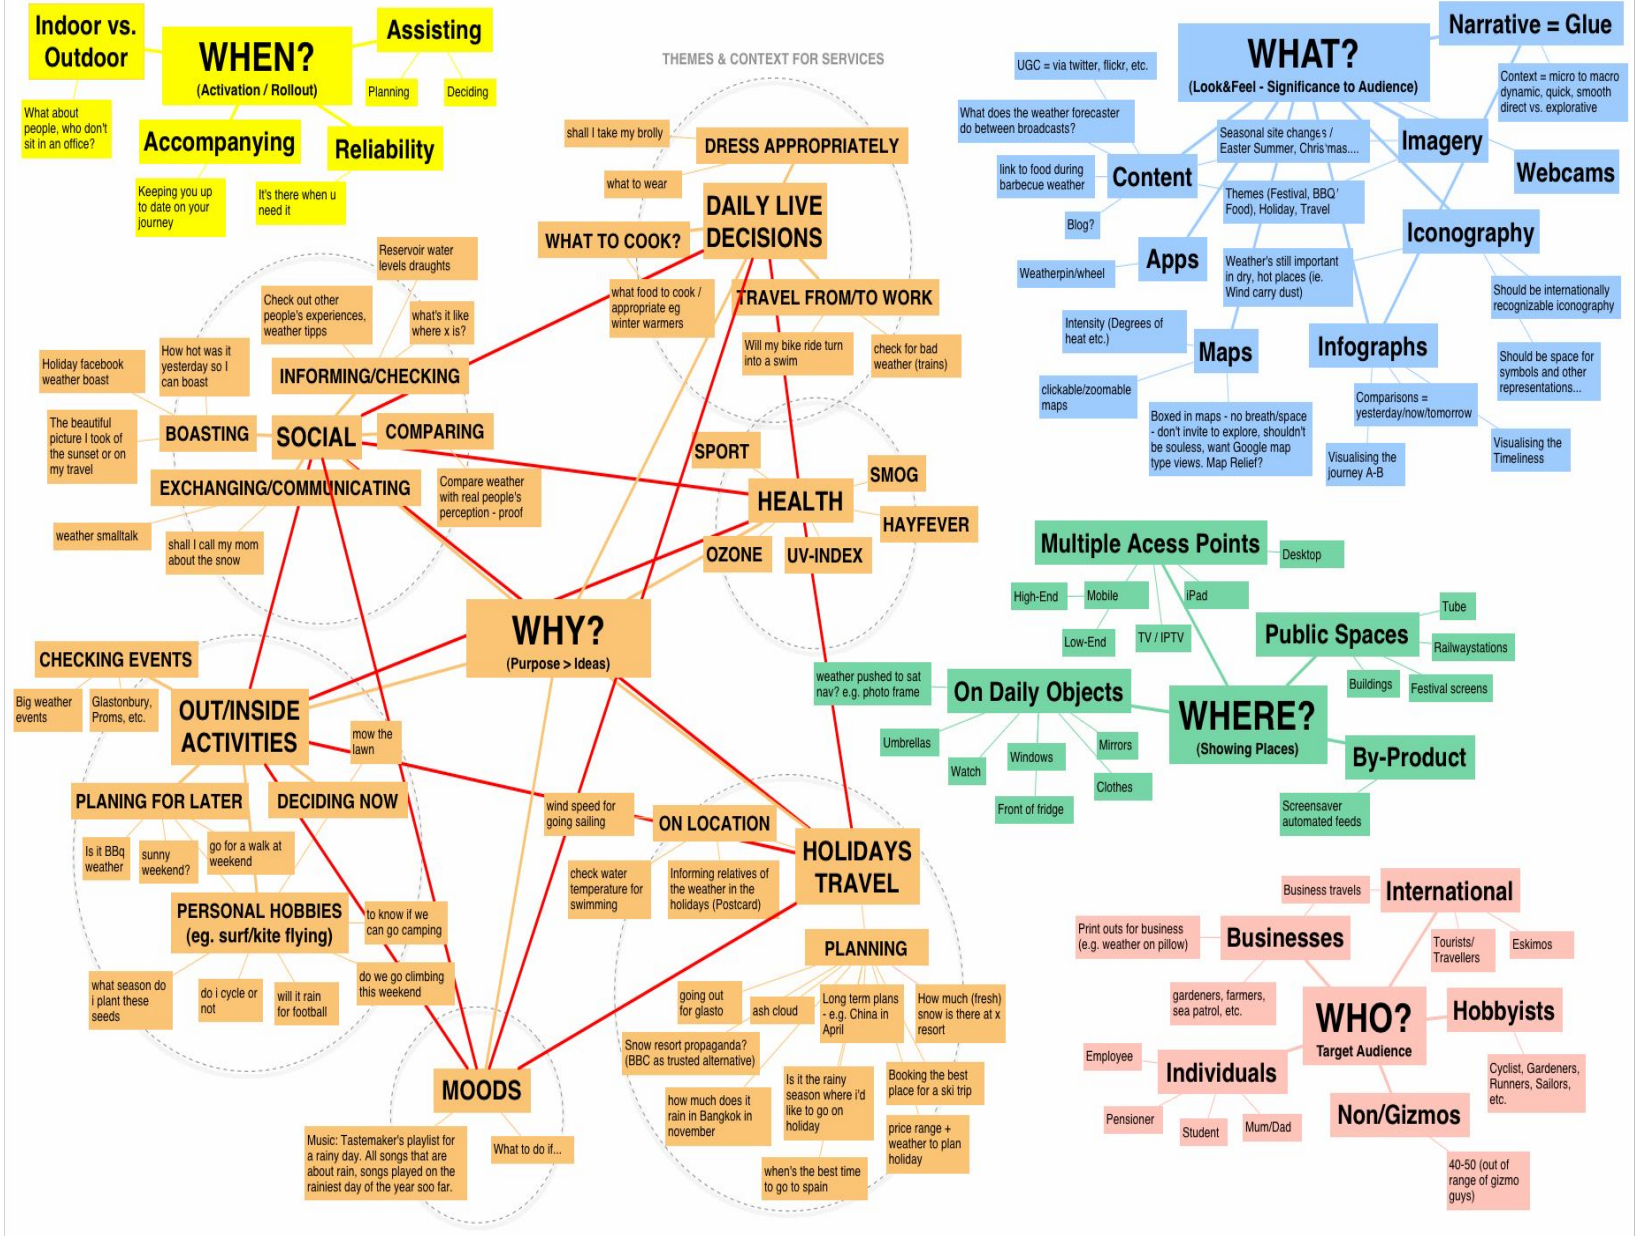 Indoor vs.
Outdoor
WHEN?
(Activation / Rollout)
Assisting
Planning
Deciding
What about
people, who don't
sit in an office?
Accompanying
Reliability
Keeping you up
to date on your
journey
It's there when u
need it
THEMES & CONTEXT FOR SERVICES
shall I take my brolly
DRESS APPROPRIATELY
what to wear
DAILY LIVE
DECISIONS
WHAT TO COOK?
what food to cook /
appropriate eg
winter warmers
TRAVEL FROM/TO WORK
Will my bike ride turn
into a swim
check for bad
weather (trains)
Reservoir water
levels draughts
Check out other
people's experiences,
weather tipps
what's it like
where x is?
How hot was it
yesterday so I
can boast
Holiday facebook
weather boast
INFORMING/CHECKING
The beautiful
picture I took of
the sunset or on
my travel
BOASTING
SOCIAL
COMPARING
EXCHANGING/COMMUNICATING
Compare weather
with real people's
perception - proof
weather smalltalk
shall I call my mom
about the snow
SPORT
SMOG
HEALTH
HAYFEVER
OZONE
UV-INDEX
WHY?
(Purpose > Ideas)
CHECKING EVENTS
Big weather
events
Glastonbury,
Proms, etc.
OUT/INSIDE
ACTIVITIES
mow the
lawn
PLANING FOR LATER
DECIDING NOW
Is it BBq
weather
sunny
weekend?
go for a walk at
weekend
PERSONAL HOBBIES
(eg. surf/kite flying)
to know if we
can go camping
what season do
i plant these
seeds
do i cycle or
not
will it rain
for football
do we go climbing
this weekend
MOODS
Music: Tastemaker's playlist for
a rainy day. All songs that are
about rain, songs played on the
rainiest day of the year soo far.
What to do if...
wind speed for
going sailing
ON LOCATION
HOLIDAYS
TRAVEL
check water
temperature for
swimming
Informing relatives of
the weather in the
holidays (Postcard)
PLANNING
going out
for glasto
ash cloud
Long term plans
- e.g. China in
April
How much (fresh)
snow is there at x
resort
Snow resort propaganda?
(BBC as trusted alternative)
how much does it
rain in Bangkok in
november
Is it the rainy
season where i'd
like to go on
holiday
Booking the best
place for a ski trip
price range +
weather to plan
holiday
when's the best time
to go to spain
WHAT?
(Look&Feel - Significance to Audience)
Narrative = Glue
UGC = via twitter, flickr, etc.
Context = micro to macro
dynamic, quick, smooth
direct vs. explorative
What does the weather forecaster
do between broadcasts?
Seasonal site changes /
Easter Summer, Christmas....
Imagery
Webcams
link to food during
barbecue weather
Content
Themes (Festival, BBQ /
Food), Holiday, Travel
Blog?
Iconography
Apps
Weatherpin/wheel
Weather's still important
in dry, hot places (ie.
Wind carry dust)
Should be internationally
recognizable iconography
Intensity (Degrees of
heat etc.)
Maps
Infographs
Should be space for
symbols and other
representations...
clickable/zoomable
maps
Boxed in maps - no breath/space
- don't invite to explore, shouldn't
be souless, want Google map
type views. Map Relief?
Comparisons =
yesterday/now/tomorrow
Visualising the
journey A-B
Visualising the
Timeliness
Multiple Acess Points
Desktop
High-End
Mobile
iPad
Low-End
TV / IPTV
Public Spaces
Tube
Railwaystations
Buildings
Festival screens
weather pushed to sat
nav? e.g. photo frame
On Daily Objects
WHERE?
(Showing Places)
Umbrellas
Watch
Windows
Mirrors
Clothes
Front of fridge
By-Product
Screensaver
automated feeds
Business travels
International
Print outs for business
(e.g. weather on pillow)
Businesses
Tourists/
Travellers
Eskimos
gardeners, farmers,
sea patrol, etc.
WHO?
Target Audience
Hobbyists
Employee
Individuals
Cyclist, Gardeners,
Runners, Sailors,
etc.
Pensioner
Student
Mum/Dad
Non/Gizmos
40-50 (out of
range of gizmo
guys)